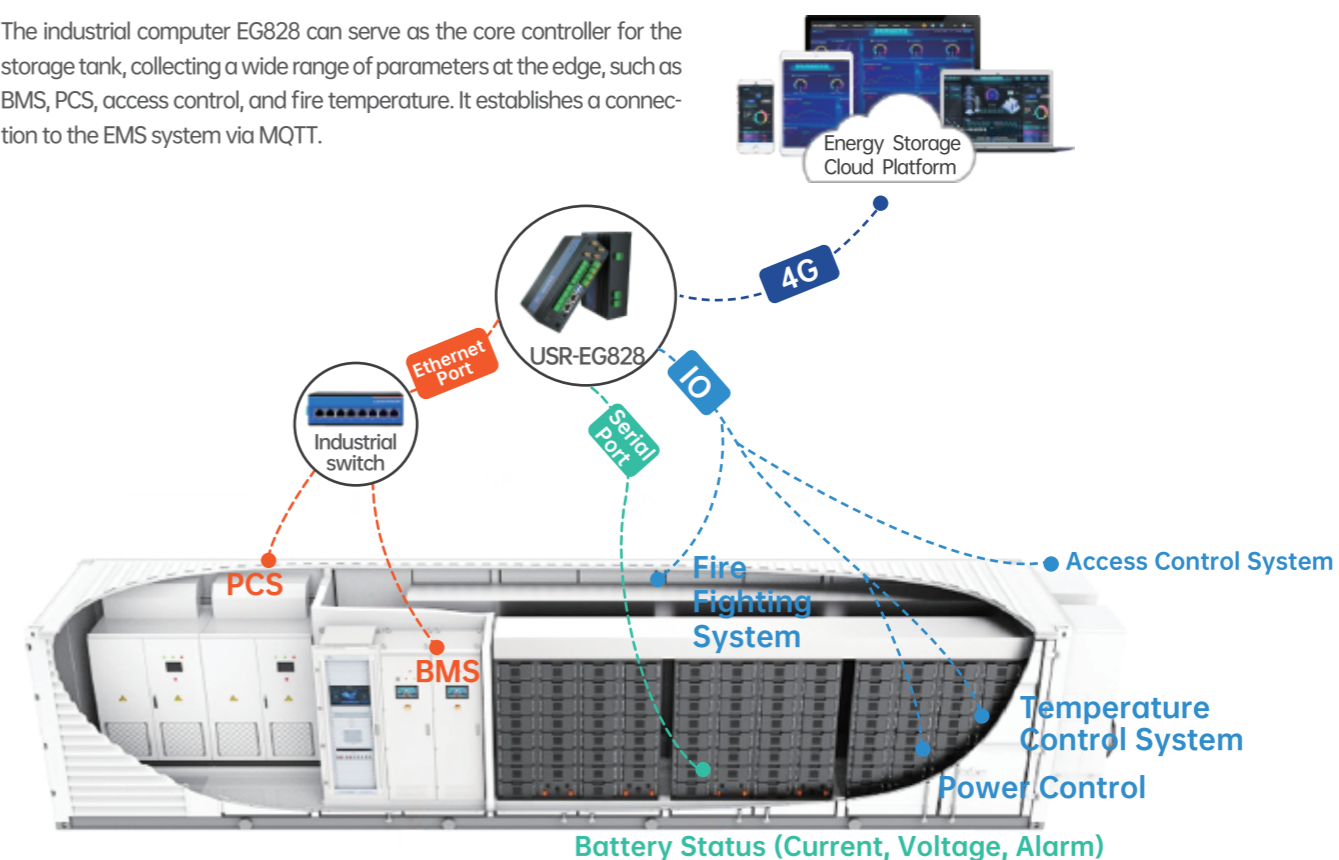 The industrial computer EG828 can serve as the core controller for the
storage tank, collecting a wide range of parameters at the edge, such as
BMS, PCS, access control, and fire temperature. It establishes a connec-
tion to the EMS system via MQTT.
Energy Storage
Cloud Platform
4G
USR-EG828
Ethernet
Port
IO
Serial
Port
Industrial
switch
Access Control System
PCS
Fire
Fighting
System
BMS
Temperature
Control System
Power Control
Battery Status (Current, Voltage, Alarm)